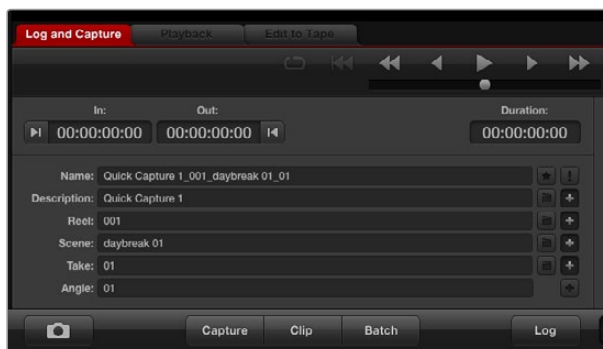 Log and Capture Playback Edit to Tape
In: Out: Duration:
00:00:00:00 00:00:00:00 00:00:00:00
Name: Quick Capture 1_001_daybreak 01_01
Description: Quick Capture 1
Reel: 001
Scene: daybreak 01
Take: 01
Angle: 01
Capture Clip Batch Log